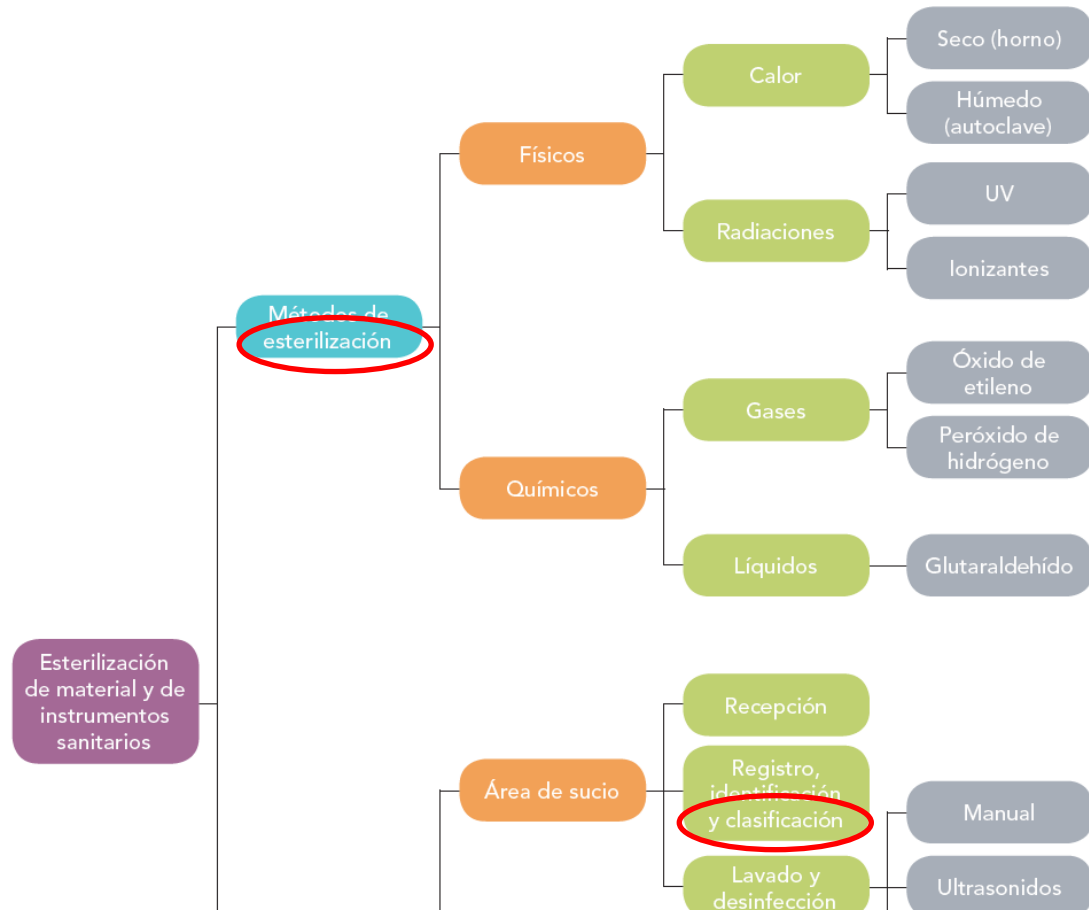 Seco (horno)
Calor
Húmedo
(autoclave)
Físicos
UV
Radiaciones
Ionizantes
Métodos de
esterilización
Óxido de
etileno
Gases
Peróxido de
hidrógeno
Químicos
Líquidos
Glutaraldehído
Esterilización
de material y de
instrumentos
sanitarios
Recepción
Área de sucio
Registro,
identificación
y clasificación
Manual
Lavado y
desinfección
Ultrasonidos